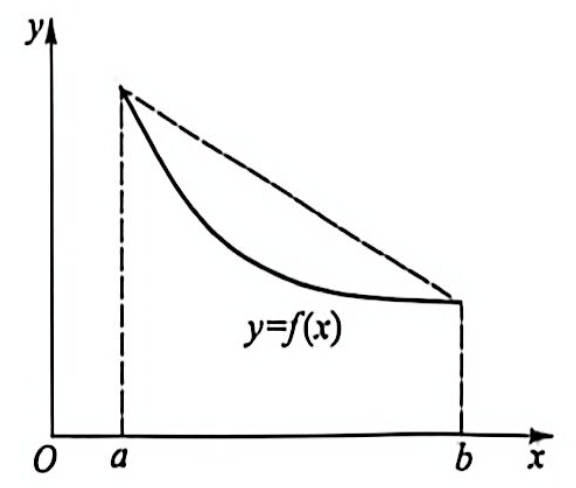 y
y=f(x)
O a b x